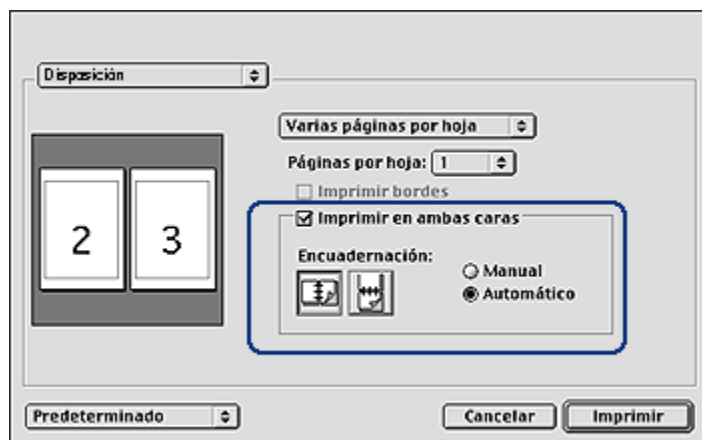 Disposición
Varias páginas por hoja
Páginas por hoja: 1
Imprimir bordes
Imprimir en ambas caras
2 3
Encuadernación:
Manual
Automático
Predeterminado
Cancelar
Imprimir